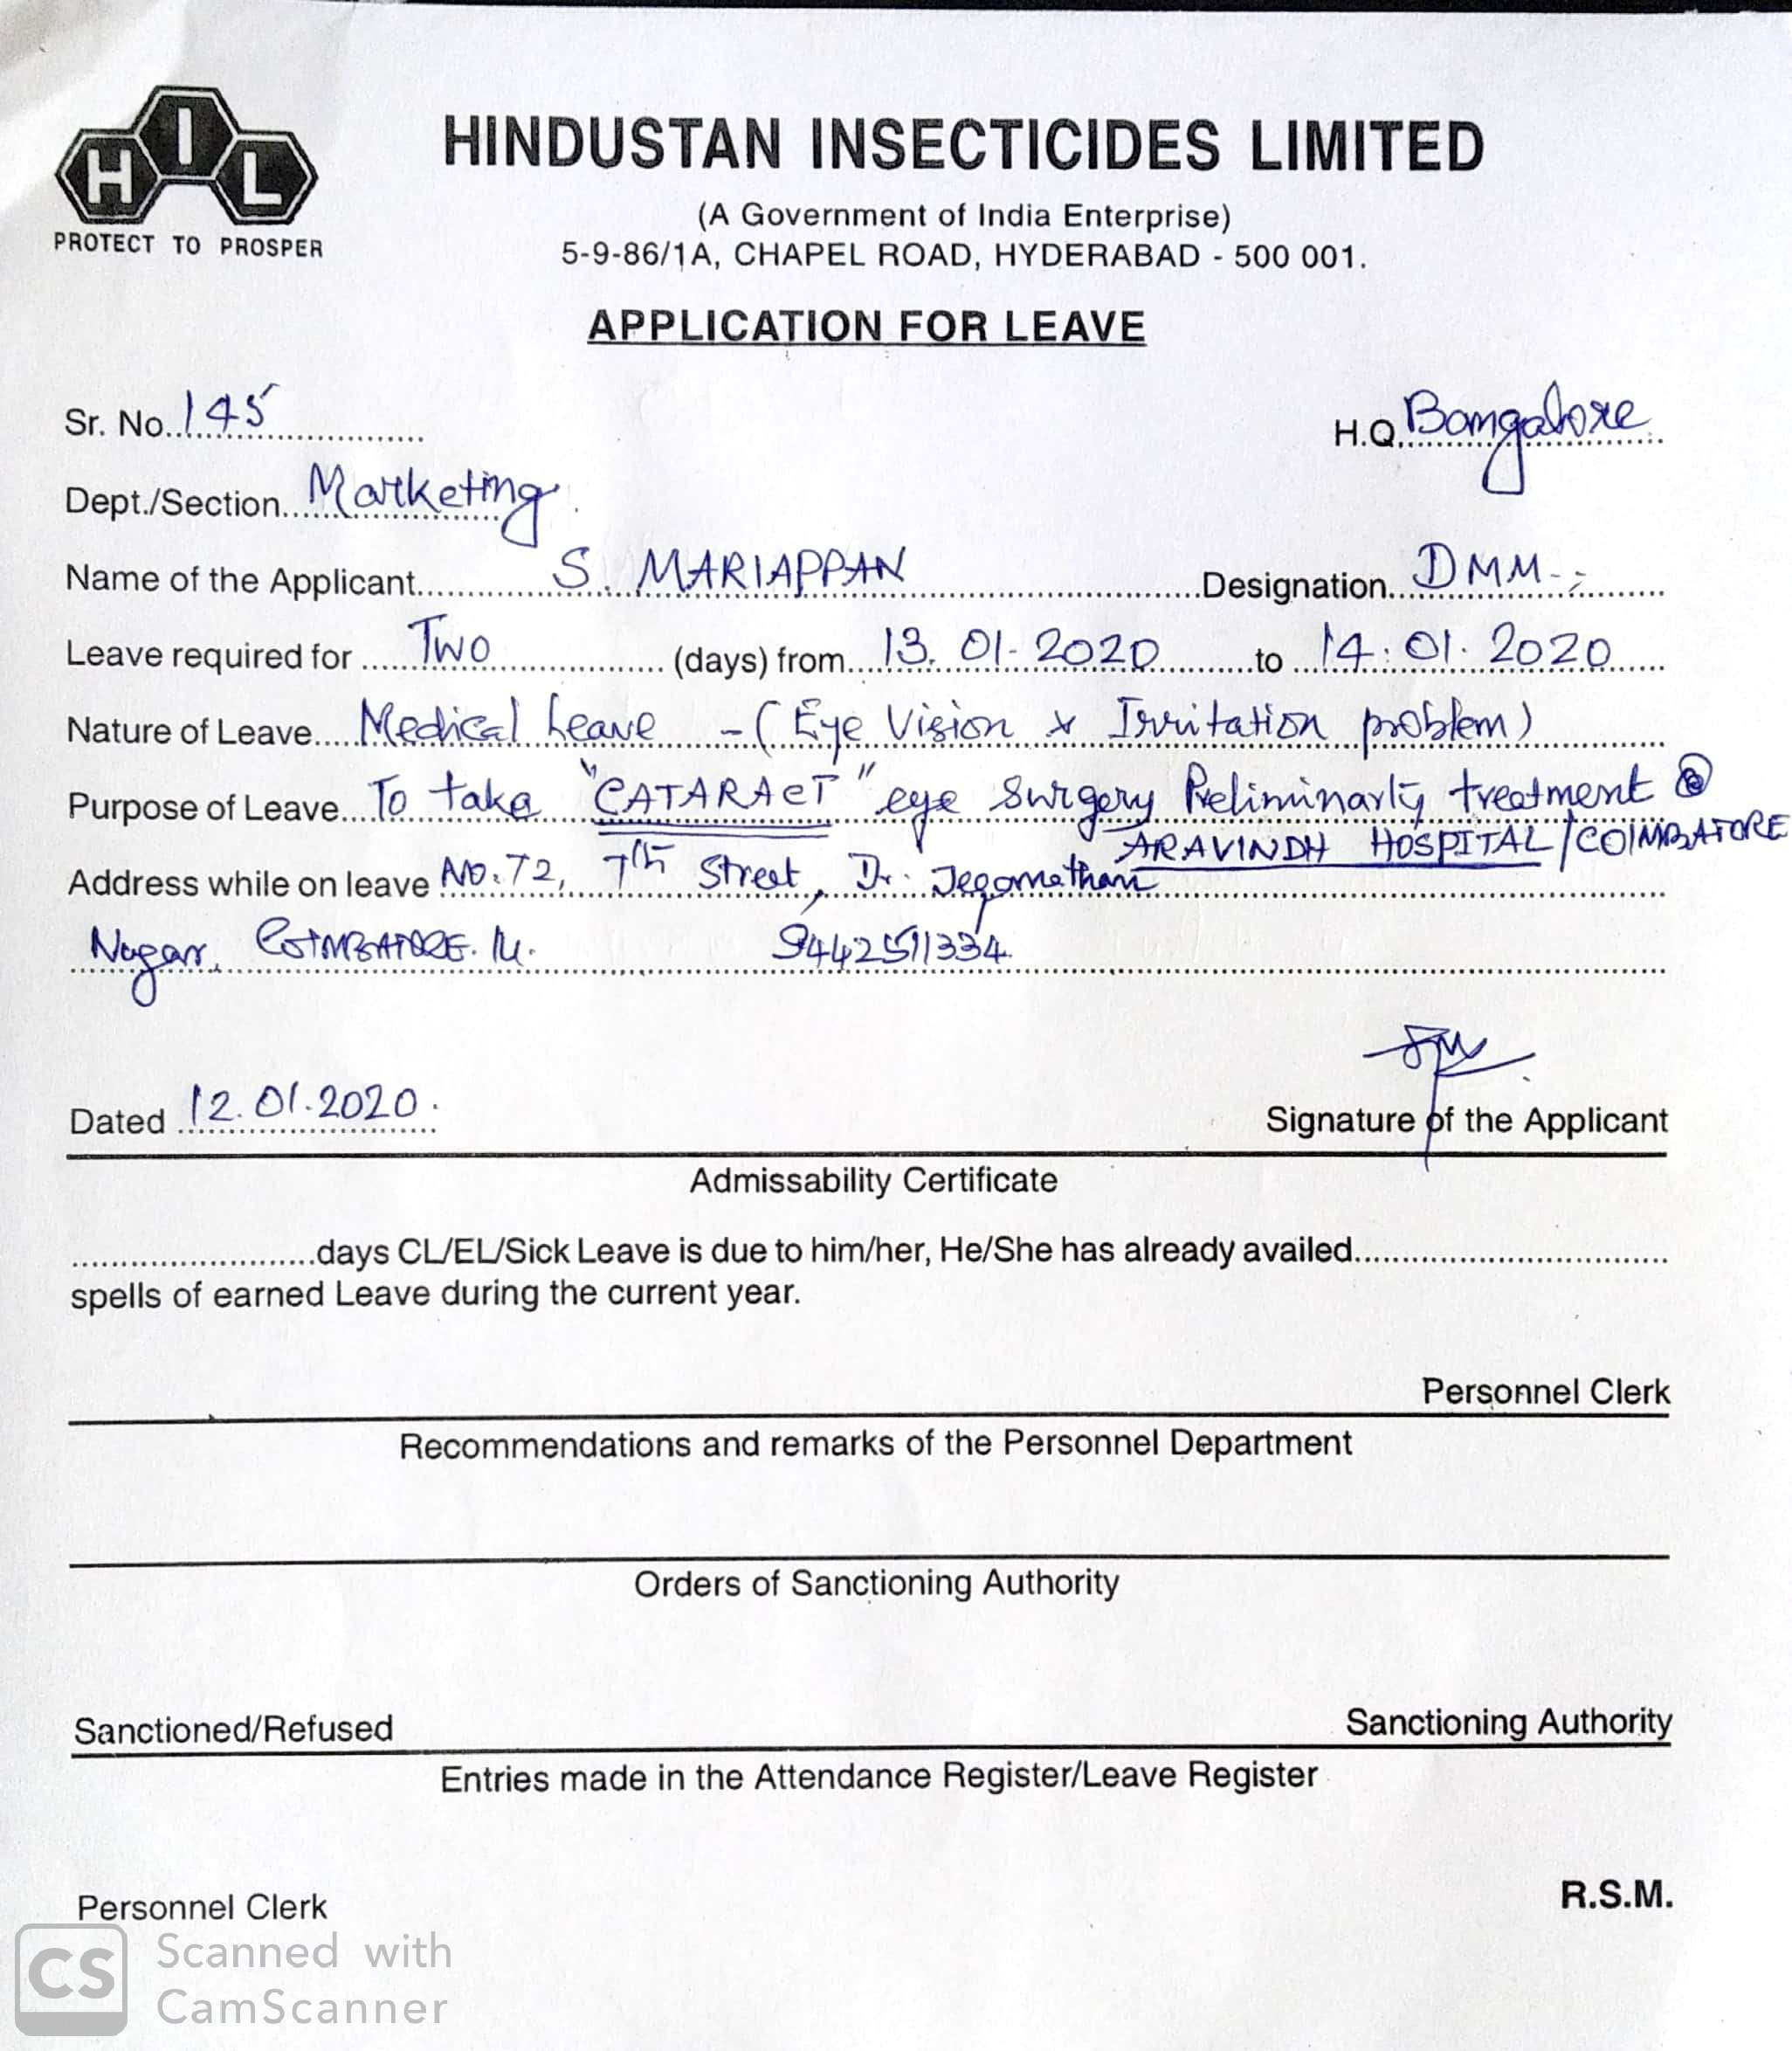 HIL
PROTECT TO PROSPER
HINDUSTAN INSECTICIDES LIMITED
(A Government of India Enterprise)
5-9-86/1A, CHAPEL ROAD, HYDERABAD - 500 001.
APPLICATION FOR LEAVE
Sr. No. 145 H.Q. Bangalore
Dept./Section Marketing
Name of the Applicant S. MARIAPPAN Designation DMM
Leave required for Two (days) from 13.01.2020 to 14.01.2020
Nature of Leave Medical Leave - (Eye Vision & Irritation problem)
Purpose of Leave To take "CATARACT" eye Surgery Preliminarly treatment @
ARAVINDH HOSPITAL/COIMBATORE
Address while on leave NO.72, 7th Street, Dr. Jeganathan
Nagar, COIMBATORE. 9442511334
Dated 12.01.2020. Signature of the Applicant
Admissability Certificate
days CL/EL/Sick Leave is due to him/her, He/She has already availed
spells of earned Leave during the current year.
Personnel Clerk
Recommendations and remarks of the Personnel Department
Orders of Sanctioning Authority
Sanctioned/Refused Sanctioning Authority
Entries made in the Attendance Register/Leave Register
Personnel Clerk R.S.M.
CS Scanned with
CamScanner